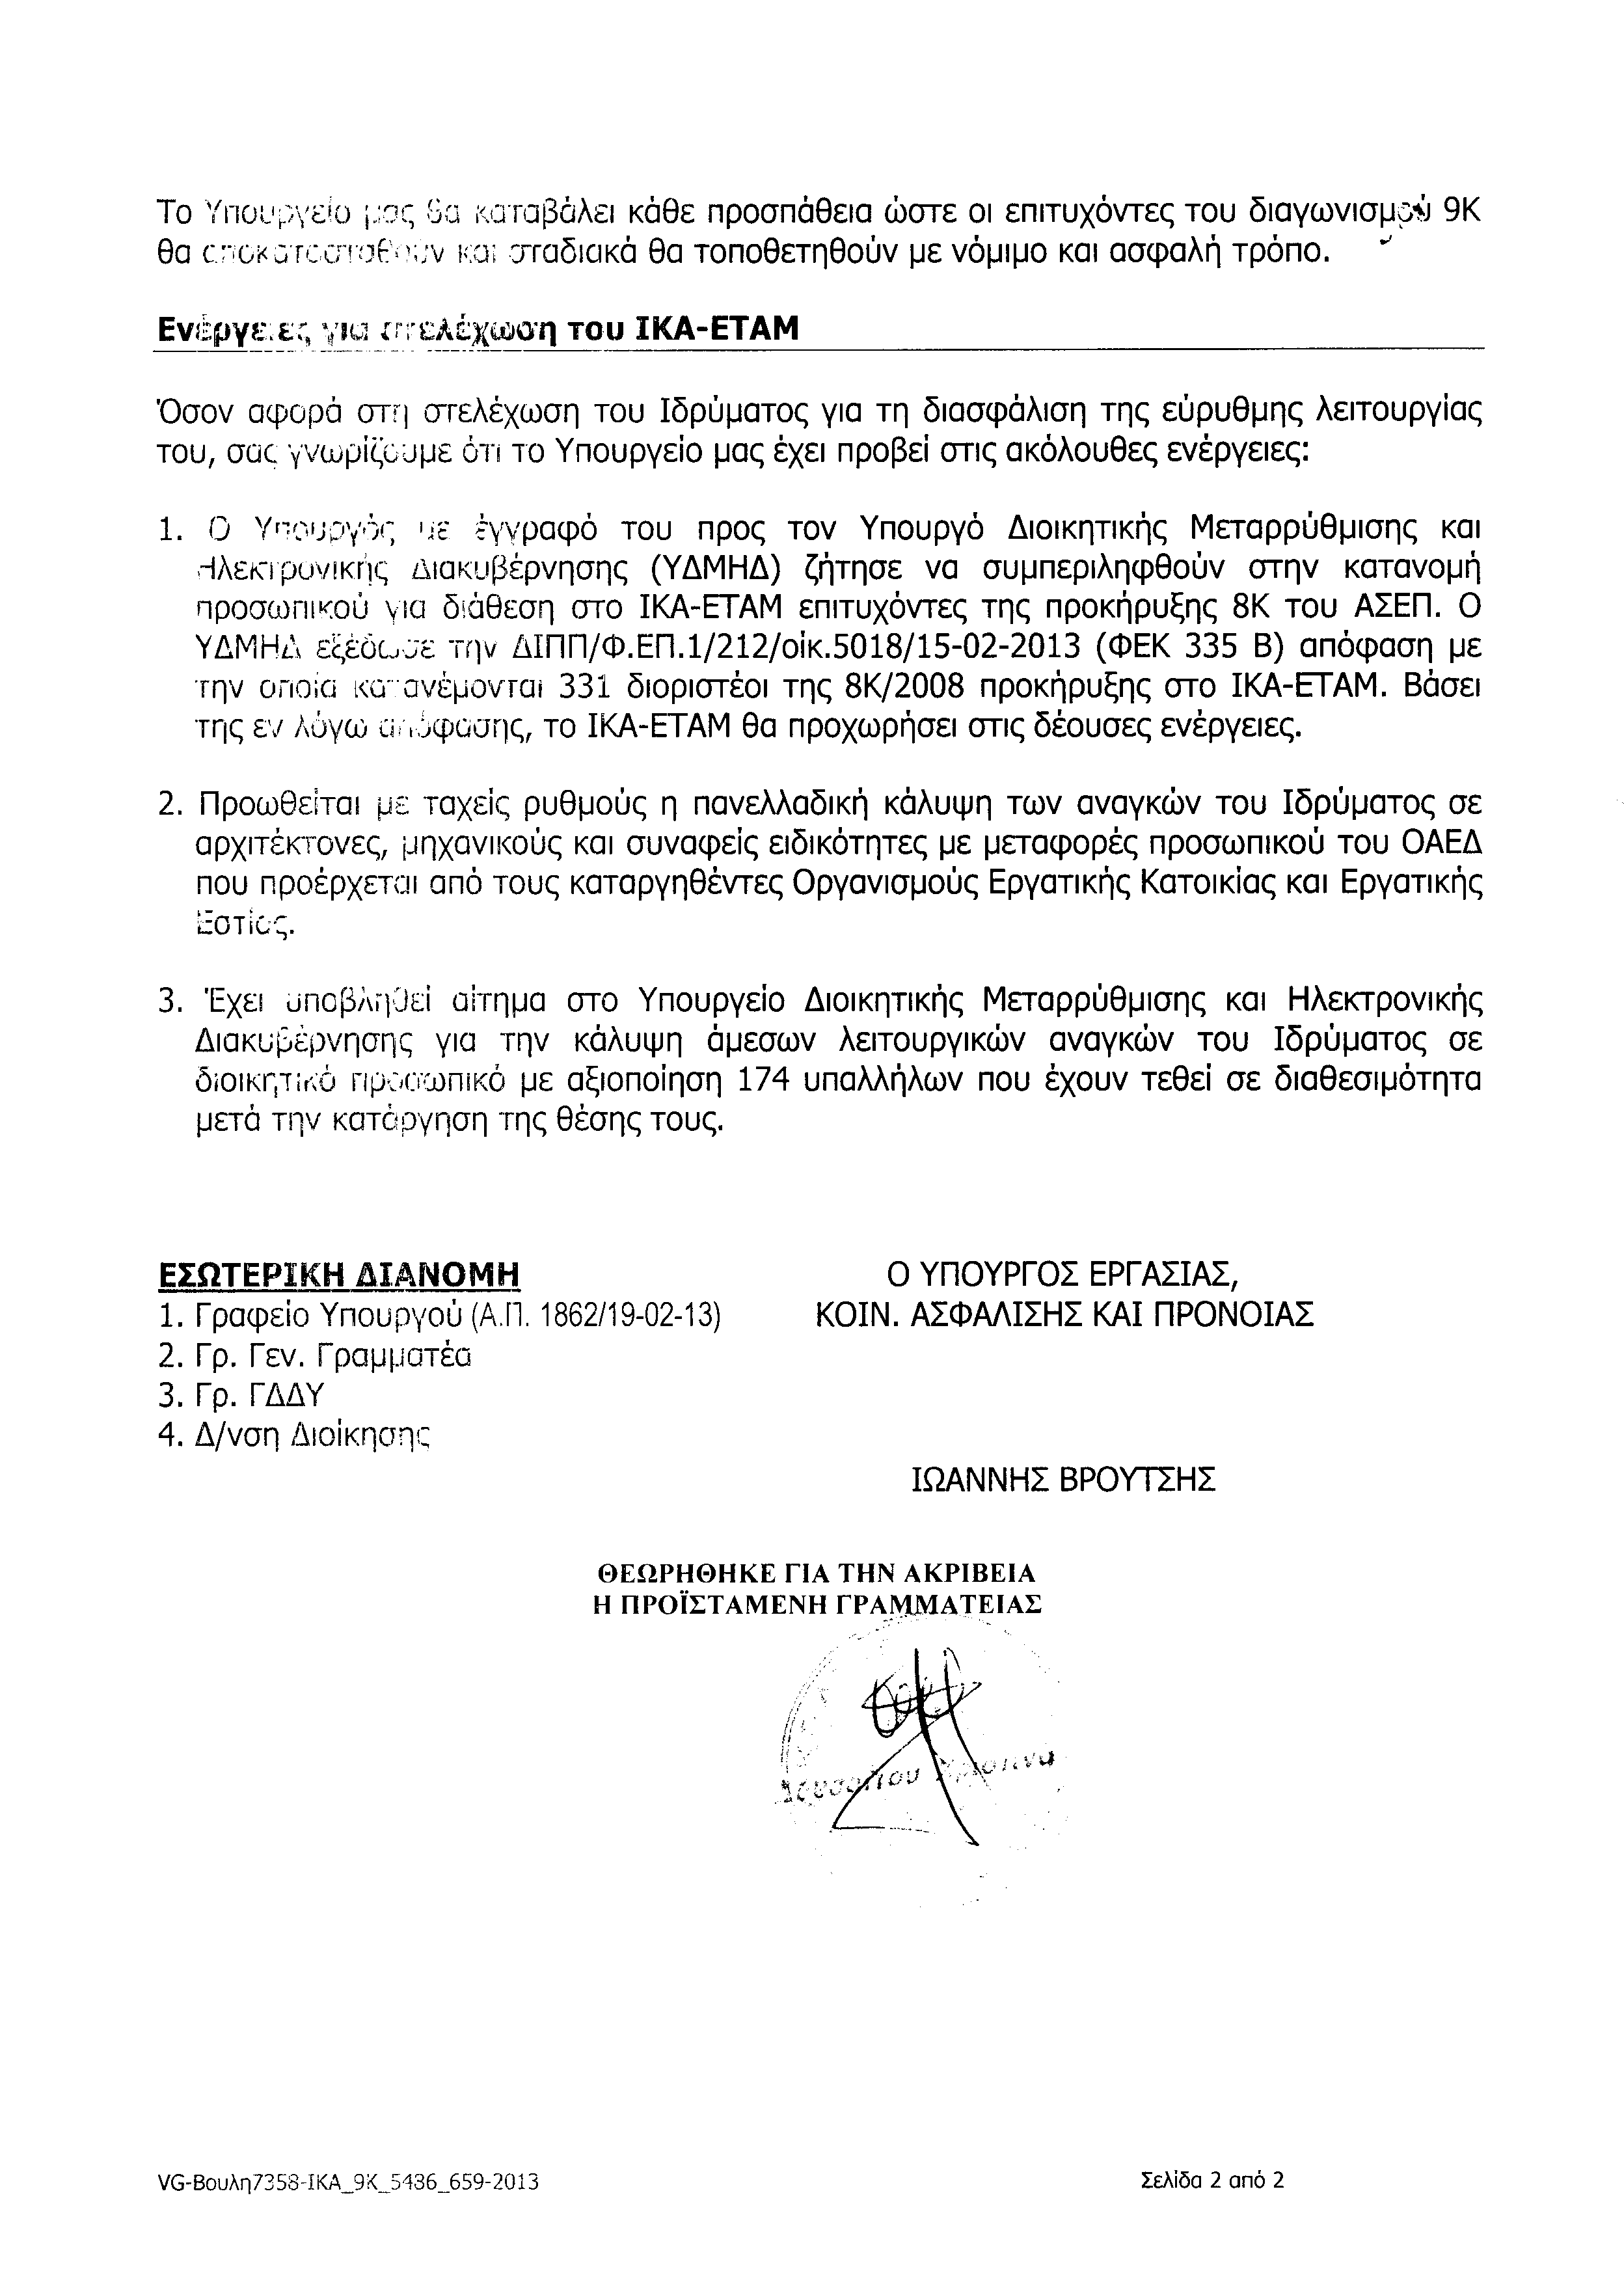 Το Υπουργείο μας θα καταβάλει κάθε προσπάθεια ώστε οι επιτυχόντες του διαγωνισμού 9Κ
θα αποκατασταθούν και σταδιακά θα τοποθετηθούν με νόμιμο και ασφαλή τρόπο.
Ενέργειες για στελέχωση του ΙΚΑ-ΕΤΑΜ
Όσον αφορά στη στελέχωση του Ιδρύματος για τη διασφάλιση της εύρυθμης λειτουργίας
του, σας γνωρίζουμε ότι το Υπουργείο μας έχει προβεί στις ακόλουθες ενέργειες:
1. Ο Υπουργός με έγγραφό του προς τον Υπουργό Διοικητικής Μεταρρύθμισης και
Ηλεκτρονικής Διακυβέρνησης (ΥΔΜΗΔ) ζήτησε να συμπεριληφθούν στην κατανομή
προσωπικού για διάθεση στο ΙΚΑ-ΕΤΑΜ επιτυχόντες της προκήρυξης 8Κ του ΑΣΕΠ. Ο
ΥΔΜΗΔ εξέδωσε την ΔΙΠΠ/Φ.ΕΠ.1/212/οίκ.5018/15-02-2013 (ΦΕΚ 335 Β) απόφαση με
την οποία κατανέμονται 331 διοριστέοι της 8Κ/2008 προκήρυξης στο ΙΚΑ-ΕΤΑΜ. Βάσει
της εν λόγω απόφασης, το ΙΚΑ-ΕΤΑΜ θα προχωρήσει στις δέουσες ενέργειες.
2. Προωθείται με ταχείς ρυθμούς η πανελλαδική κάλυψη των αναγκών του Ιδρύματος σε
αρχιτέκτονες, μηχανικούς και συναφείς ειδικότητες με μεταφορές προσωπικού του ΟΑΕΔ
που προέρχεται από τους καταργηθέντες Οργανισμούς Εργατικής Κατοικίας και Εργατικής
Εστίας.
3. Έχει υποβληθεί αίτημα στο Υπουργείο Διοικητικής Μεταρρύθμισης και Ηλεκτρονικής
Διακυβέρνησης για την κάλυψη άμεσων λειτουργικών αναγκών του Ιδρύματος σε
διοικητικό προσωπικό με αξιοποίηση 174 υπαλλήλων που έχουν τεθεί σε διαθεσιμότητα
μετά την κατάργηση της θέσης τους.
ΕΣΩΤΕΡΙΚΗ ΔΙΑΝΟΜΗ
1. Γραφείο Υπουργού (Α.Π. 1862/19-02-13)
2. Γρ. Γεν. Γραμματέα
3. Γρ. ΓΔΔΥ
4. Δ/νση Διοίκησης
Ο ΥΠΟΥΡΓΟΣ ΕΡΓΑΣΙΑΣ,
ΚΟΙΝ. ΑΣΦΑΛΙΣΗΣ ΚΑΙ ΠΡΟΝΟΙΑΣ
ΙΩΑΝΝΗΣ ΒΡΟΥΤΣΗΣ
ΘΕΩΡΗΘΗΚΕ ΓΙΑ ΤΗΝ ΑΚΡΙΒΕΙΑ
Η ΠΡΟΪΣΤΑΜΕΝΗ ΓΡΑΜΜΑΤΕΙΑΣ
VG-Βουλη7358-ΙΚΑ_9Κ_5436_659-2013
Σελίδα 2 από 2